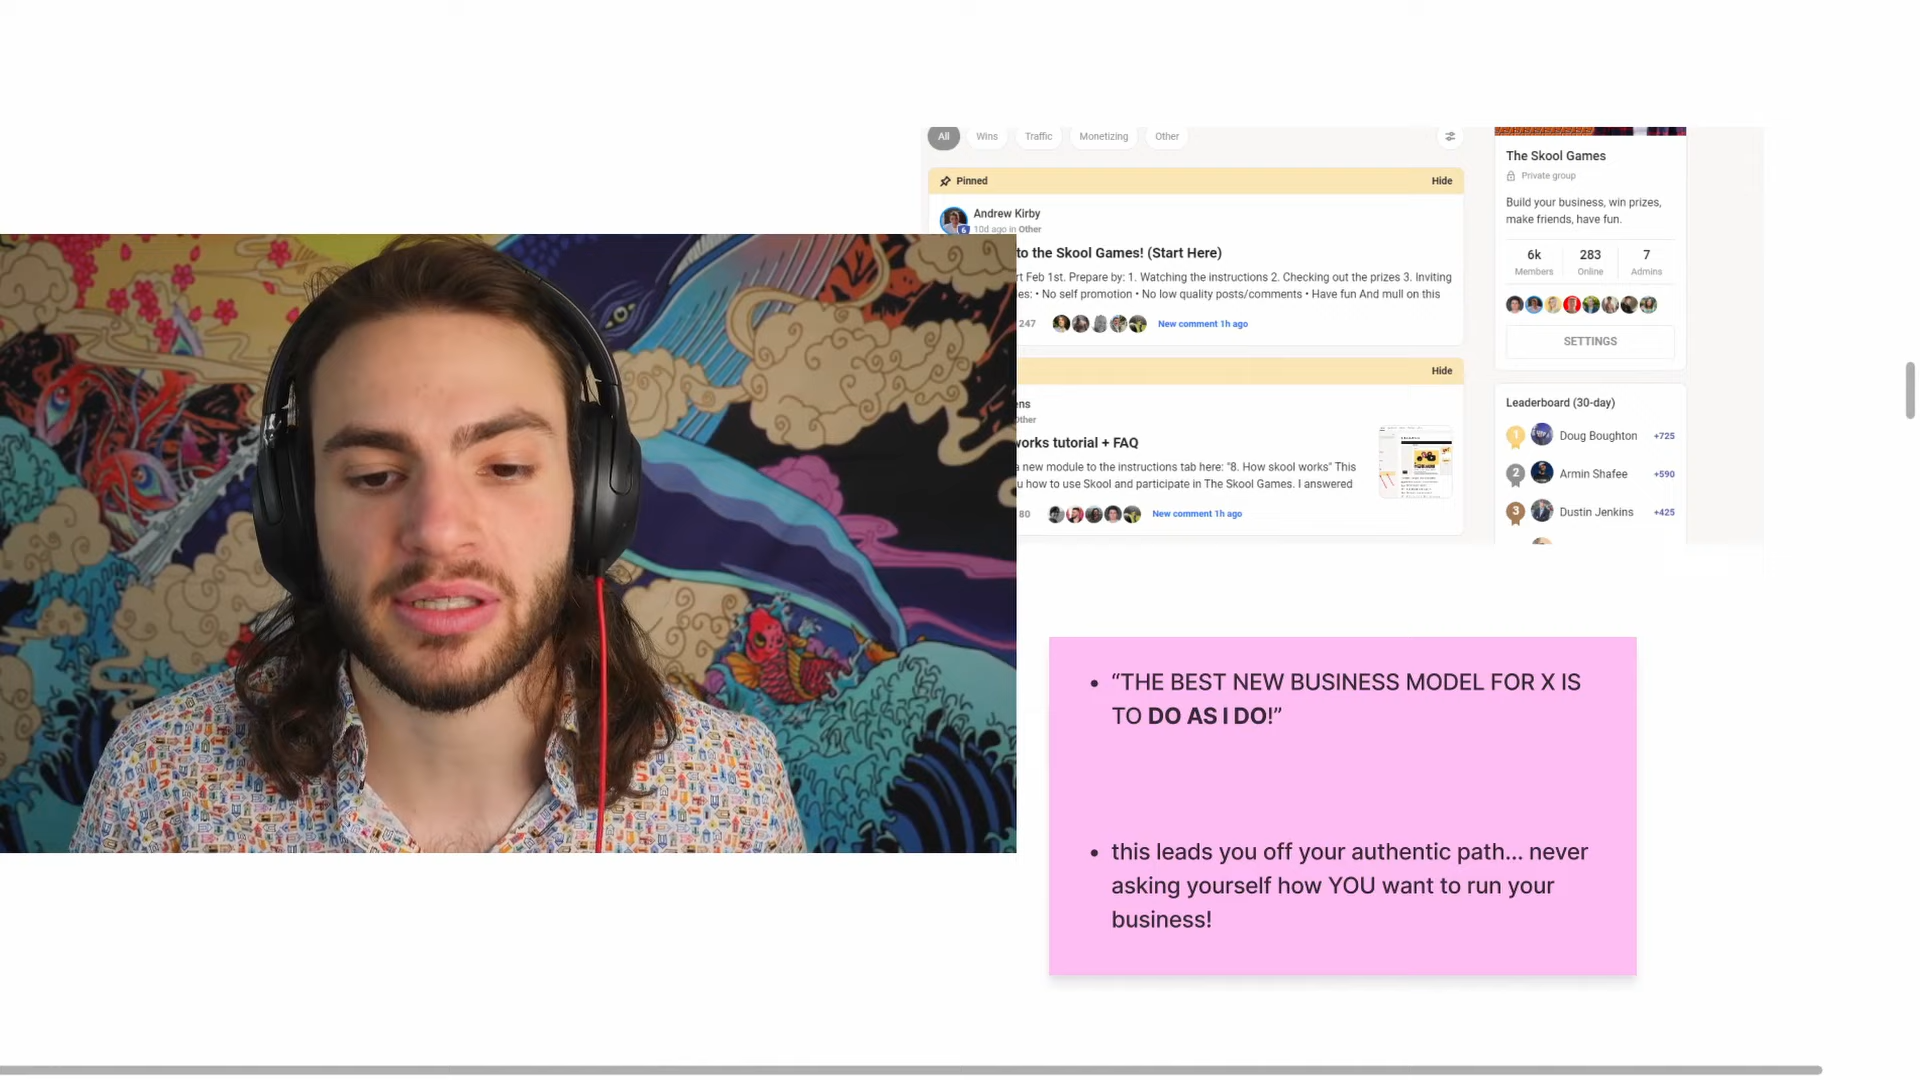 All
Wins
Traffic
Monetizing
Other
Pinned
Hide
Andrew Kirby
6
10d ago in Other
to the Skool Games! (Start Here)
rt Feb 1st. Prepare by: 1. Watching the instructions 2. Checking out the prizes 3. Inviting
es: • No self promotion • No low quality posts/comments • Have fun And mull on this
247
New comment 1h ago
Hide
ens
Other
works tutorial + FAQ
a new module to the instructions tab here: "8. How skool works" This
u how to use Skool and participate in The Skool Games. I answered
80
New comment 1h ago
The Skool Games
Private group
Build your business, win prizes,
make friends, have fun.
6k
283
7
Members
Online
Admins
SETTINGS
Leaderboard (30-day)
1 Doug Boughton +725
2 Armin Shafee +590
3 Dustin Jenkins +425
• “THE BEST NEW BUSINESS MODEL FOR X IS
TO DO AS I DO!”
• this leads you off your authentic path... never
asking yourself how YOU want to run your
business!